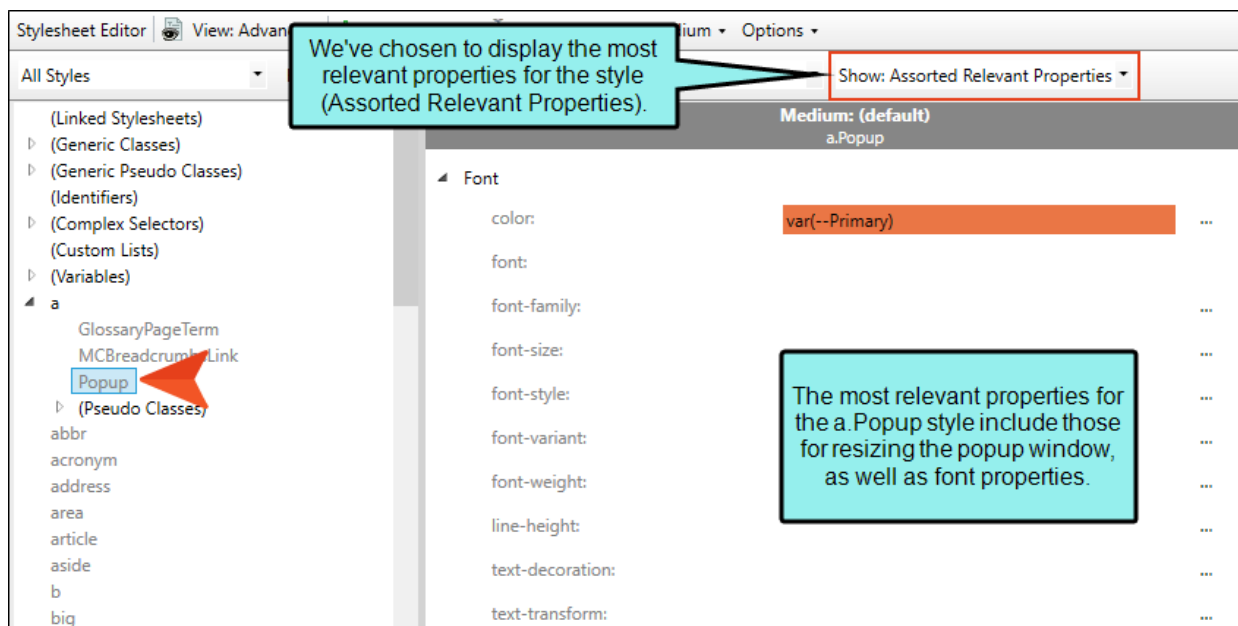 Stylesheet Editor View: Advan
ium Options
We've chosen to display the most
relevant properties for the style
(Assorted Relevant Properties).
All Styles
Show: Assorted Relevant Properties
(Linked Stylesheets)
(Generic Classes)
(Generic Pseudo Classes)
(Identifiers)
(Complex Selectors)
(Custom Lists)
(Variables)
a
GlossaryPageTerm
MCBreadcrumbsLink
Popup
(Pseudo Classes)
abbr
acronym
address
area
article
aside
b
big
Medium: (default)
a.Popup
Font
color: var(--Primary) ...
font:
font-family: ...
font-size: ...
font-style: ...
font-variant: ...
font-weight: ...
line-height: ...
text-decoration: ...
text-transform: ...
The most relevant properties for
the a.Popup style include those
for resizing the popup window,
as well as font properties.